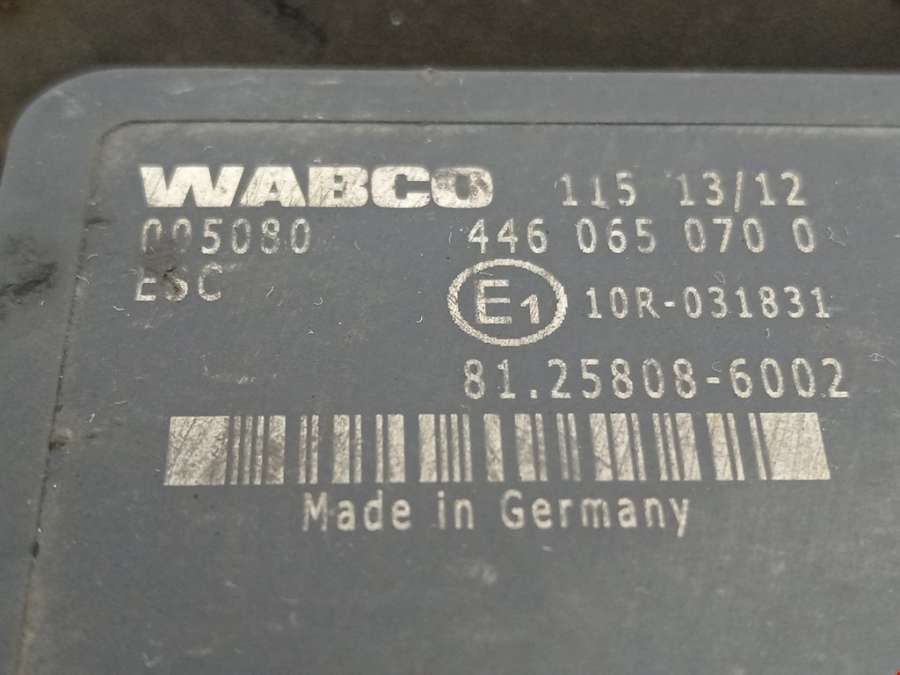 WABCO 115 13/12
005080 446 065 070 0
ESC E1 10R-031831
81.25808-6002
Made in Germany